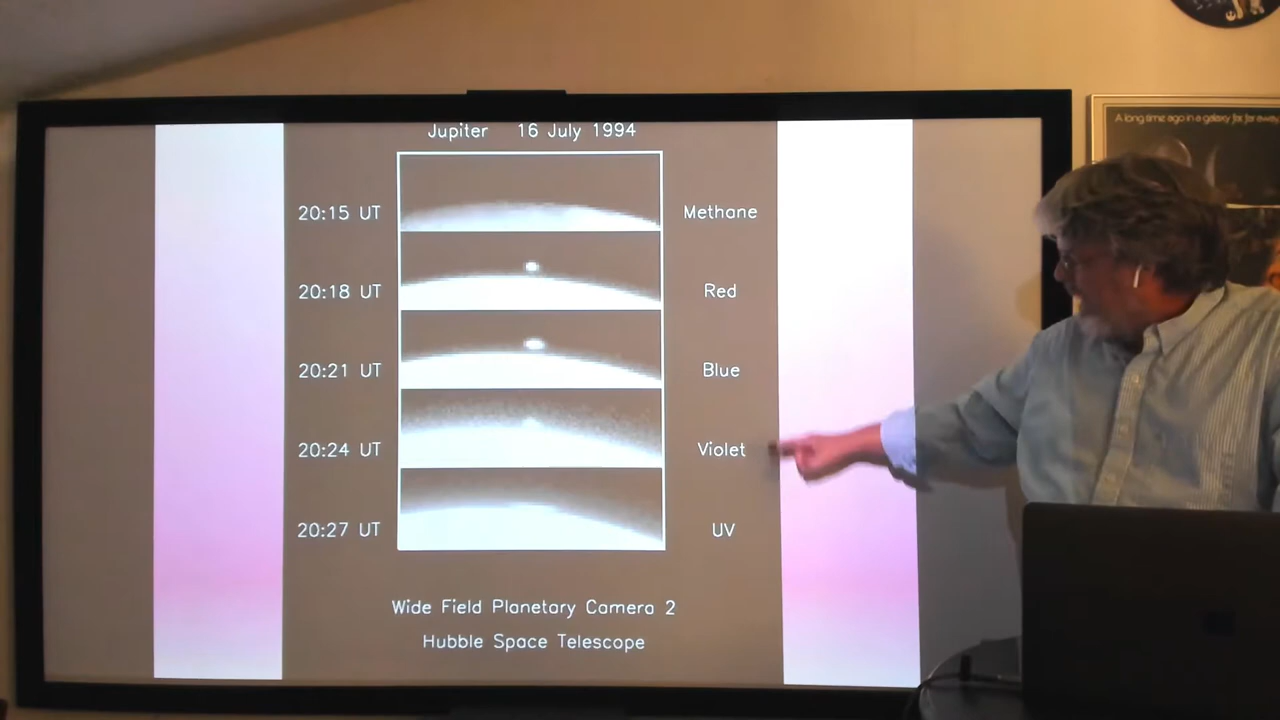 Jupiter 16 July 1994
20:15 UT Methane
20:18 UT Red
20:21 UT Blue
20:24 UT Violet
20:27 UT UV
Wide Field Planetary Camera 2
Hubble Space Telescope
A long time ago in a galaxy far far away